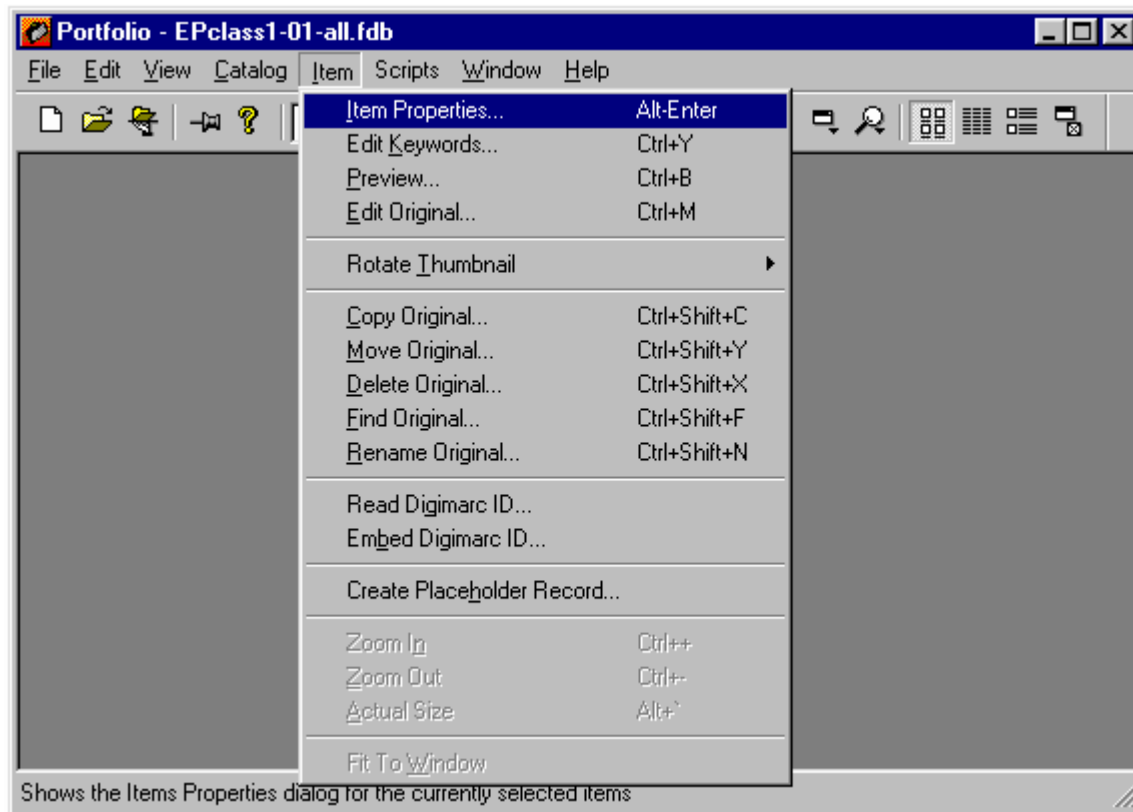 Portfolio - EPclass1-01-all.fdb
File Edit View Catalog Item Scripts Window Help
Item Properties... Alt-Enter
Edit Keywords... Ctrl+Y
Preview... Ctrl+B
Edit Original... Ctrl+M
Rotate Thumbnail
Copy Original... Ctrl+Shift+C
Move Original... Ctrl+Shift+Y
Delete Original... Ctrl+Shift+X
Find Original... Ctrl+Shift+F
Rename Original... Ctrl+Shift+N
Read Digimarc ID...
Embed Digimarc ID...
Create Placeholder Record...
Zoom In Ctrl++
Zoom Out Ctrl+-
Actual Size Alt+`
Fit To Window
Shows the Items Properties dialog for the currently selected items